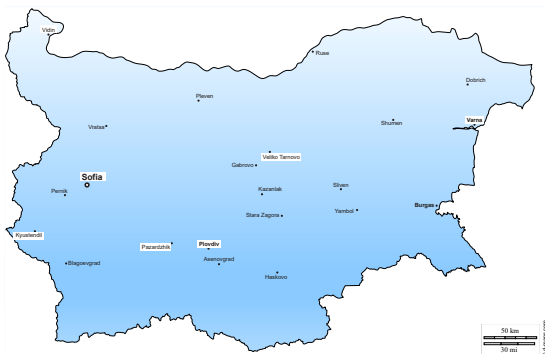 Vidin
Ruse
Dobrich
Pleven
Varna
Shumen
Vratsa
Veliko Tarnovo
Gabrovo
Sofia
Pernik
Kazanlak
Sliven
Burgas
Stara Zagora
Yambol
Kyustendil
Pazardzhik
Plovdiv
Asenovgrad
Blagoevgrad
Haskovo
50 km
30 mi